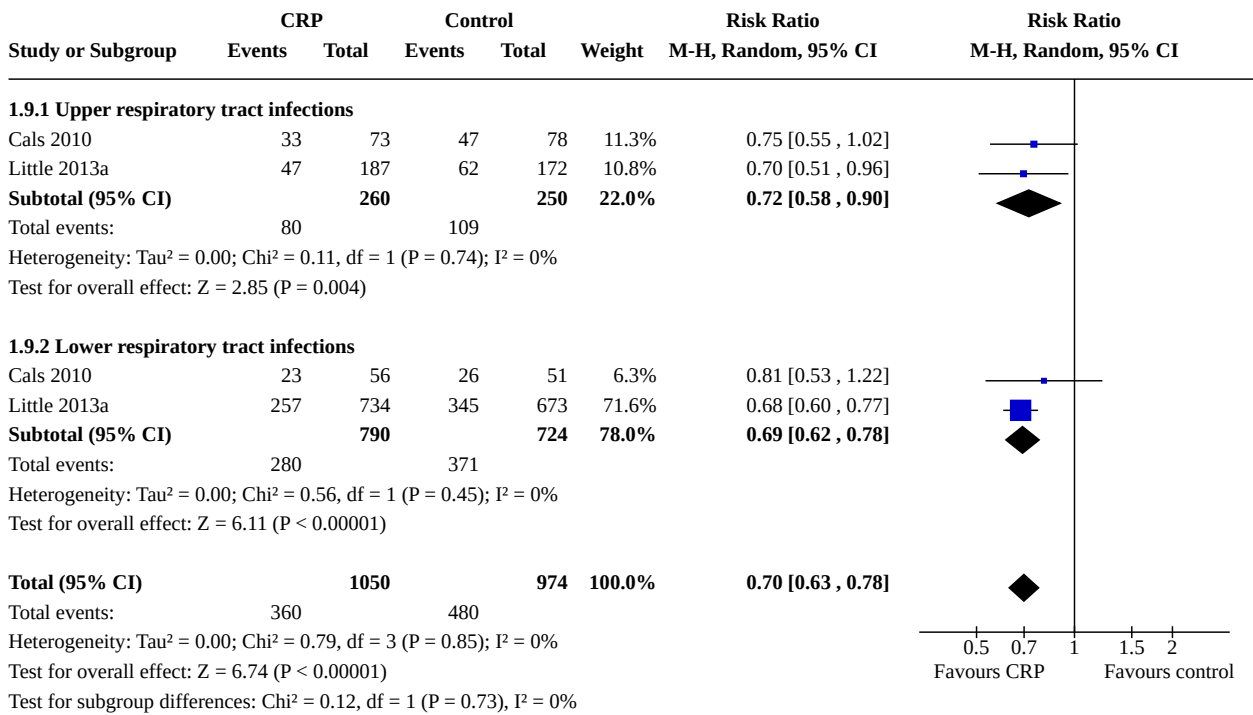 CRP Control Risk Ratio Risk Ratio
Study or Subgroup Events Total Events Total Weight M-H, Random, 95% CI M-H, Random, 95% CI
1.9.1 Upper respiratory tract infections
Cals 2010 33 73 47 78 11.3% 0.75 [0.55 , 1.02]
Little 2013a 47 187 62 172 10.8% 0.70 [0.51 , 0.96]
Subtotal (95% CI) 260 250 22.0% 0.72 [0.58 , 0.90]
Total events: 80 109
Heterogeneity: Tau² = 0.00; Chi² = 0.11, df = 1 (P = 0.74); I² = 0%
Test for overall effect: Z = 2.85 (P = 0.004)
1.9.2 Lower respiratory tract infections
Cals 2010 23 56 26 51 6.3% 0.81 [0.53 , 1.22]
Little 2013a 257 734 345 673 71.6% 0.68 [0.60 , 0.77]
Subtotal (95% CI) 790 724 78.0% 0.69 [0.62 , 0.78]
Total events: 280 371
Heterogeneity: Tau² = 0.00; Chi² = 0.56, df = 1 (P = 0.45); I² = 0%
Test for overall effect: Z = 6.11 (P < 0.00001)
Total (95% CI) 1050 974 100.0% 0.70 [0.63 , 0.78]
Total events: 360 480
Heterogeneity: Tau² = 0.00; Chi² = 0.79, df = 3 (P = 0.85); I² = 0%
0.5 0.7 1 1.5 2
Test for overall effect: Z = 6.74 (P < 0.00001)
Favours CRP Favours control
Test for subgroup differences: Chi² = 0.12, df = 1 (P = 0.73), I² = 0%